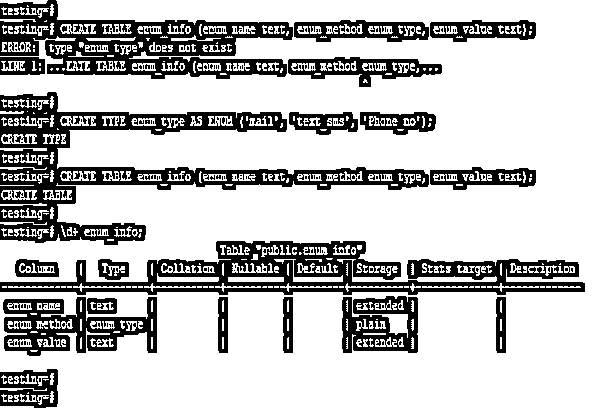 testing=#
testing=# CREATE TABLE enum_info (enum_name text, enum_method enum_type, enum_value text);
ERROR:  type "enum_type" does not exist
LINE 1: ...EATE TABLE enum_info (enum_name text, enum_method enum_type,...
^
testing=#
testing=# CREATE TYPE enum_type AS ENUM ('mail', 'text_sms', 'Phone_no');
CREATE TYPE
testing=#
testing=# CREATE TABLE enum_info (enum_name text, enum_method enum_type, enum_value text);
CREATE TABLE
testing=#
testing=# \d+ enum_info;
Table "public.enum_info"
Column | Type | Collation | Nullable | Default | Storage | Stats target | Description
enum_name | text | | | | extended | |
enum_method | enum_type | | | | plain | |
enum_value | text | | | | extended | |
testing=#
testing=#